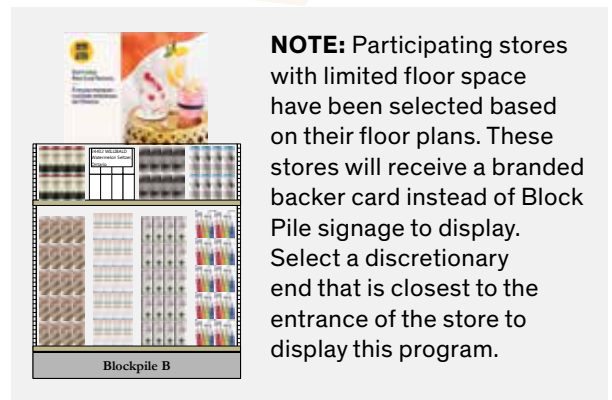 NOTE: Participating stores
with limited floor space
have been selected based
on their floor plans. These
stores will receive a branded
backer card instead of Block
Pile signage to display.
Select a discretionary
end that is closest to the
entrance of the store to
display this program.
Watermelon Seltzer
Blockpile B